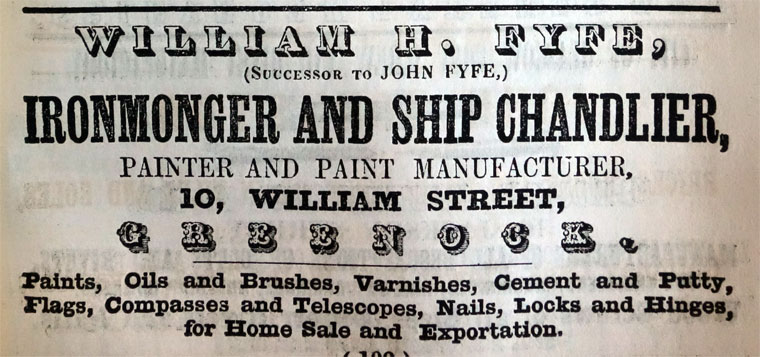 WILLIAM H. FYFE,
(SUCCESSOR TO JOHN FYFE,)
IRONMONGER AND SHIP CHANDLIER,
PAINTER AND PAINT MANUFACTURER,
10, WILLIAM STREET,
GREENOCK.
Paints, Oils and Brushes, Varnishes, Cement and Putty,
Flags, Compasses and Telescopes, Nails, Locks and Hinges,
for Home Sale and Exportation.